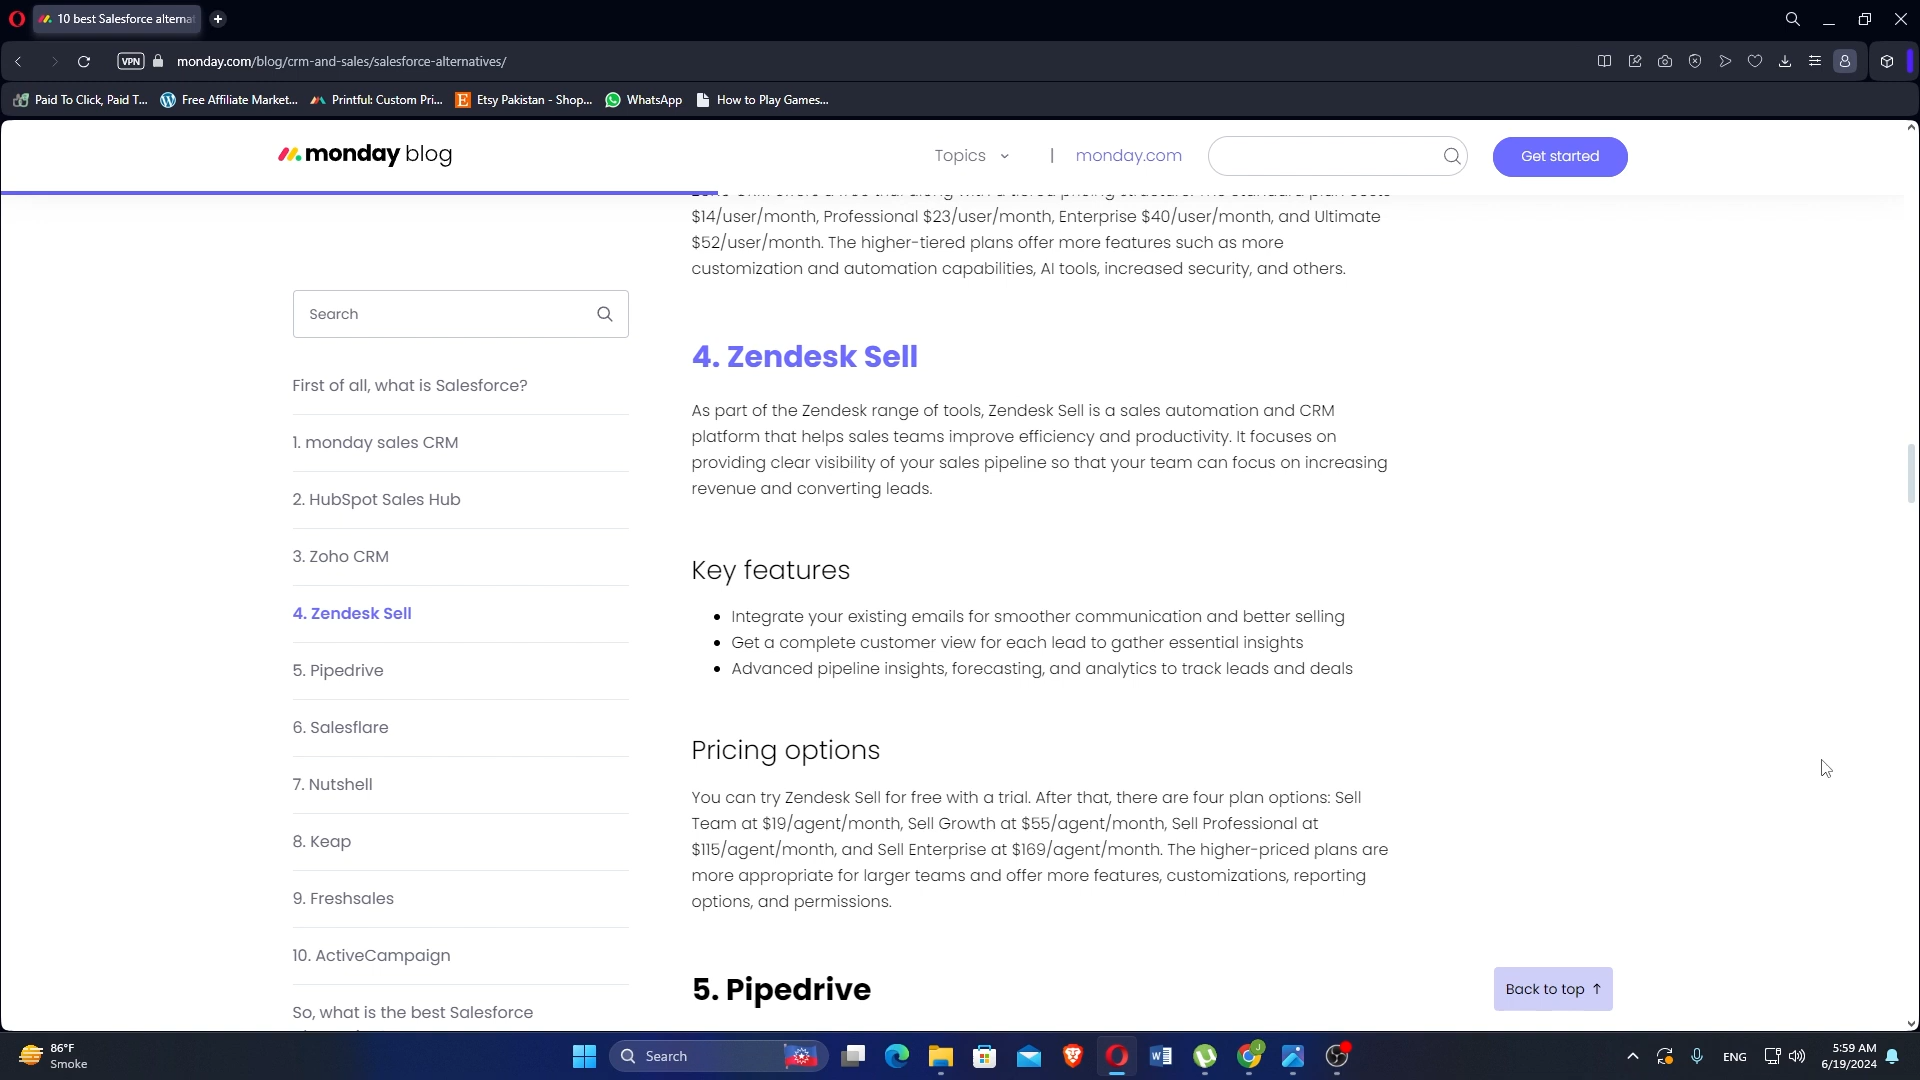 10 best Salesforce alterna
VPN
monday.com/blog/crm-and-sales/salesforce-alternatives/
Paid To Click, Paid T...
Free Affiliate Market...
Printful: Custom Pri...
Etsy Pakistan - Shop...
WhatsApp
How to Play Games...
monday blog
Topics
|
monday.com
Get started
$14/user/month, Professional $23/user/month, Enterprise $40/user/month, and Ultimate
$52/user/month. The higher-tiered plans offer more features such as more
customization and automation capabilities, AI tools, increased security, and others.
Search
First of all, what is Salesforce?
1. monday sales CRM
2. HubSpot Sales Hub
3. Zoho CRM
4. Zendesk Sell
5. Pipedrive
6. Salesflare
7. Nutshell
8. Keap
9. Freshsales
10. ActiveCampaign
So, what is the best Salesforce
4. Zendesk Sell
As part of the Zendesk range of tools, Zendesk Sell is a sales automation and CRM
platform that helps sales teams improve efficiency and productivity. It focuses on
providing clear visibility of your sales pipeline so that your team can focus on increasing
revenue and converting leads.
Key features
• Integrate your existing emails for smoother communication and better selling
• Get a complete customer view for each lead to gather essential insights
• Advanced pipeline insights, forecasting, and analytics to track leads and deals
Pricing options
You can try Zendesk Sell for free with a trial. After that, there are four plan options: Sell
Team at $19/agent/month, Sell Growth at $55/agent/month, Sell Professional at
$115/agent/month, and Sell Enterprise at $169/agent/month. The higher-priced plans are
more appropriate for larger teams and offer more features, customizations, reporting
options, and permissions.
5. Pipedrive
Back to top ↑
86°F
Smoke
Search
J
ENG
5:59 AM
6/19/2024